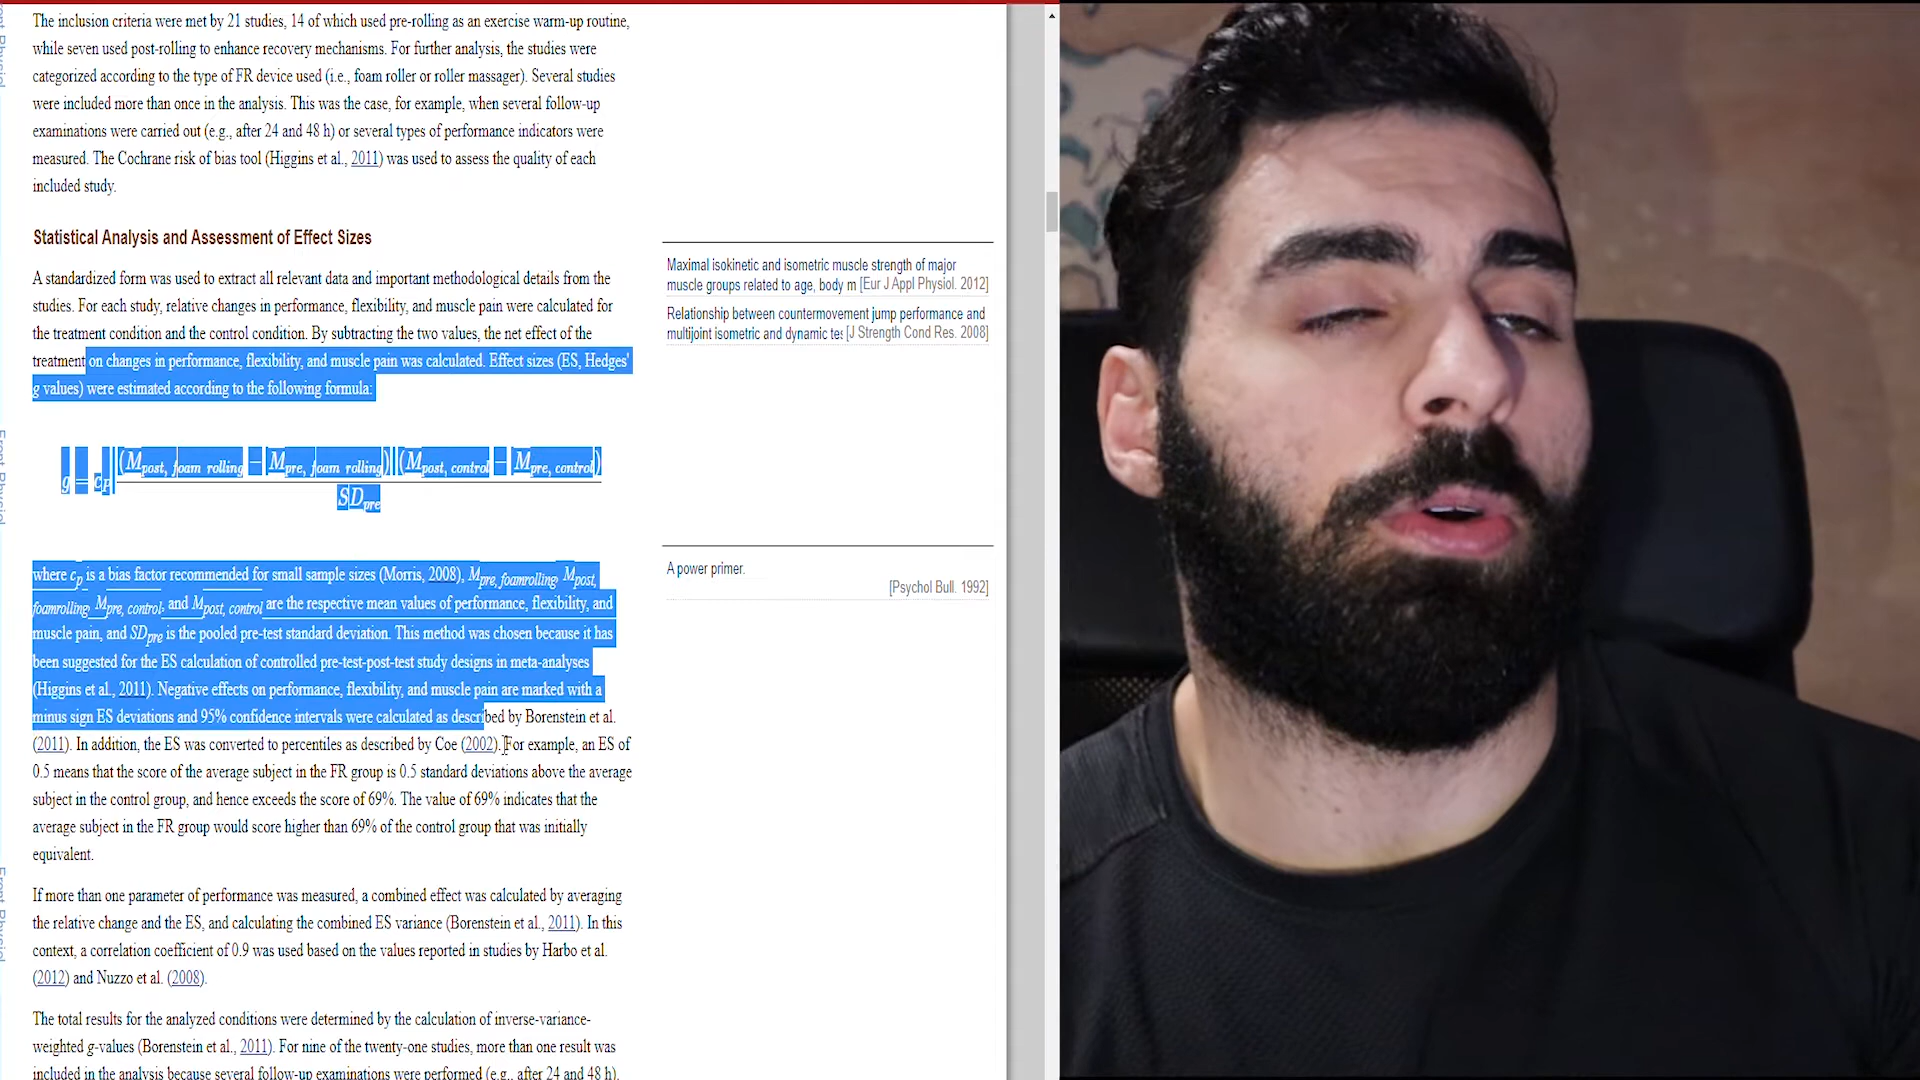 The inclusion criteria were met by 21 studies, 14 of which used pre-rolling as an exercise warm-up routine,
while seven used post-rolling to enhance recovery mechanisms. For further analysis, the studies were
categorized according to the type of FR device used (i.e., foam roller or roller massager). Several studies
were included more than once in the analysis. This was the case, for example, when several follow-up
examinations were carried out (e.g., after 24 and 48 h) or several types of performance indicators were
measured. The Cochrane risk of bias tool (Higgins et al., 2011) was used to assess the quality of each
included study.
Statistical Analysis and Assessment of Effect Sizes
A standardized form was used to extract all relevant data and important methodological details from the
studies. For each study, relative changes in performance, flexibility, and muscle pain were calculated for
the treatment condition and the control condition. By subtracting the two values, the net effect of the
treatment on changes in performance, flexibility, and muscle pain was calculated. Effect sizes (ES, Hedges'
g values) were estimated according to the following formula:
g = cP (Mpost, foam rolling − Mpre, foam rolling) (Mpost, control − Mpre, control)
SDpre
where cp is a bias factor recommended for small sample sizes (Morris, 2008), Mpre, foamrolling, Mpost,
foamrolling, Mpre, control, and Mpost, control are the respective mean values of performance, flexibility, and
muscle pain, and SDpre is the pooled pre-test standard deviation. This method was chosen because it has
been suggested for the ES calculation of controlled pre-test-post-test study designs in meta-analyses
(Higgins et al., 2011). Negative effects on performance, flexibility, and muscle pain are marked with a
minus sign ES deviations and 95% confidence intervals were calculated as described by Borenstein et al.
(2011). In addition, the ES was converted to percentiles as described by Coe (2002). For example, an ES of
0.5 means that the score of the average subject in the FR group is 0.5 standard deviations above the average
subject in the control group, and hence exceeds the score of 69%. The value of 69% indicates that the
average subject in the FR group would score higher than 69% of the control group that was initially
equivalent.
If more than one parameter of performance was measured, a combined effect was calculated by averaging
the relative change and the ES, and calculating the combined ES variance (Borenstein et al., 2011). In this
context, a correlation coefficient of 0.9 was used based on the values reported in studies by Harbo et al.
(2012) and Nuzzo et al. (2008).
The total results for the analyzed conditions were determined by the calculation of inverse-variance-
weighted g-values (Borenstein et al., 2011). For nine of the twenty-one studies, more than one result was
included in the analysis because several follow-up examinations were performed (e.g., after 24 and 48 h).
Maximal isokinetic and isometric muscle strength of major
muscle groups related to age, body m [Eur J Appl Physiol. 2012]
Relationship between countermovement jump performance and
multijoint isometric and dynamic tes [J Strength Cond Res. 2008]
A power primer.
[Psychol Bull. 1992]
Front Physiol
Front Physiol
Front Physiol